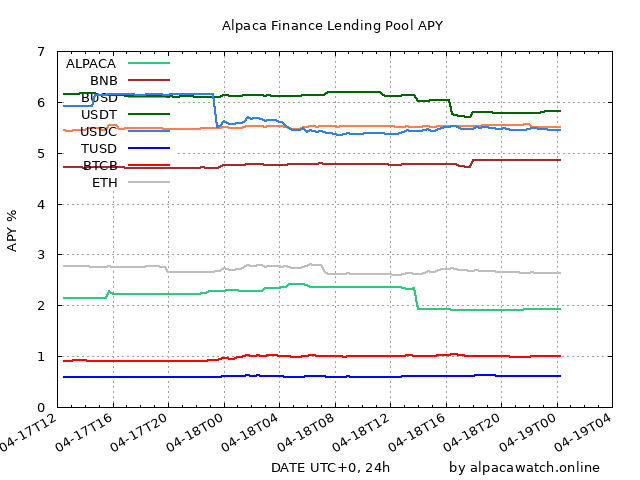 Alpaca Finance Lending Pool APY
7
6
5
4
3
2
1
0
APY %
ALPACA
BNB
BUSD
USDT
USDC
TUSD
BTCB
ETH
04-17T12
04-17T16
04-17T20
04-18T00
04-18T04
04-18T08
04-18T12
04-18T16
04-18T20
04-19T00
04-19T04
DATE UTC+0, 24h
by alpacawatch.online